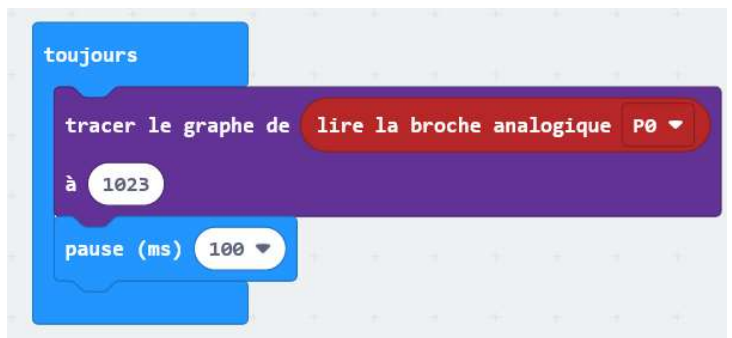 toujours
tracer le graphe de lire la broche analogique P0
à 1023
pause (ms) 100